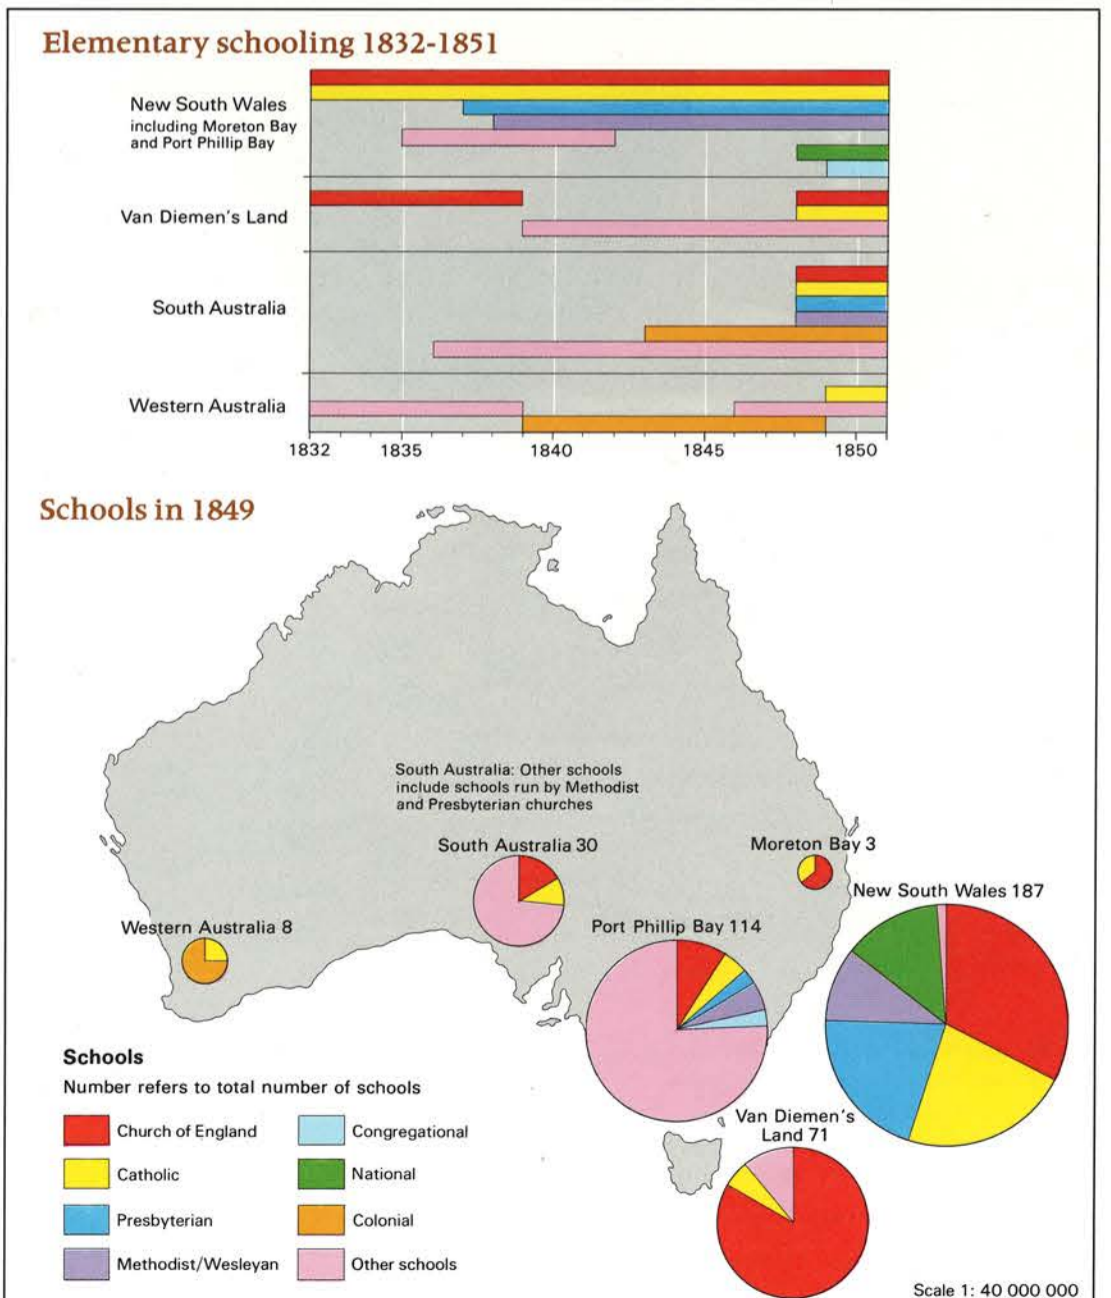 Elementary schooling 1832-1851
New South Wales
including Moreton Bay
and Port Phillip Bay
Van Diemen's Land
South Australia
Western Australia
1832 1835 1840 1845 1850
Schools in 1849
South Australia: Other schools
include schools run by Methodist
and Presbyterian churches
South Australia 30
Moreton Bay 3
New South Wales 187
Western Australia 8
Port Phillip Bay 114
Van Diemen's
Land 71
Schools
Number refers to total number of schools
Church of England
Catholic
Presbyterian
Methodist/Wesleyan
Congregational
National
Colonial
Other schools
Scale 1: 40 000 000